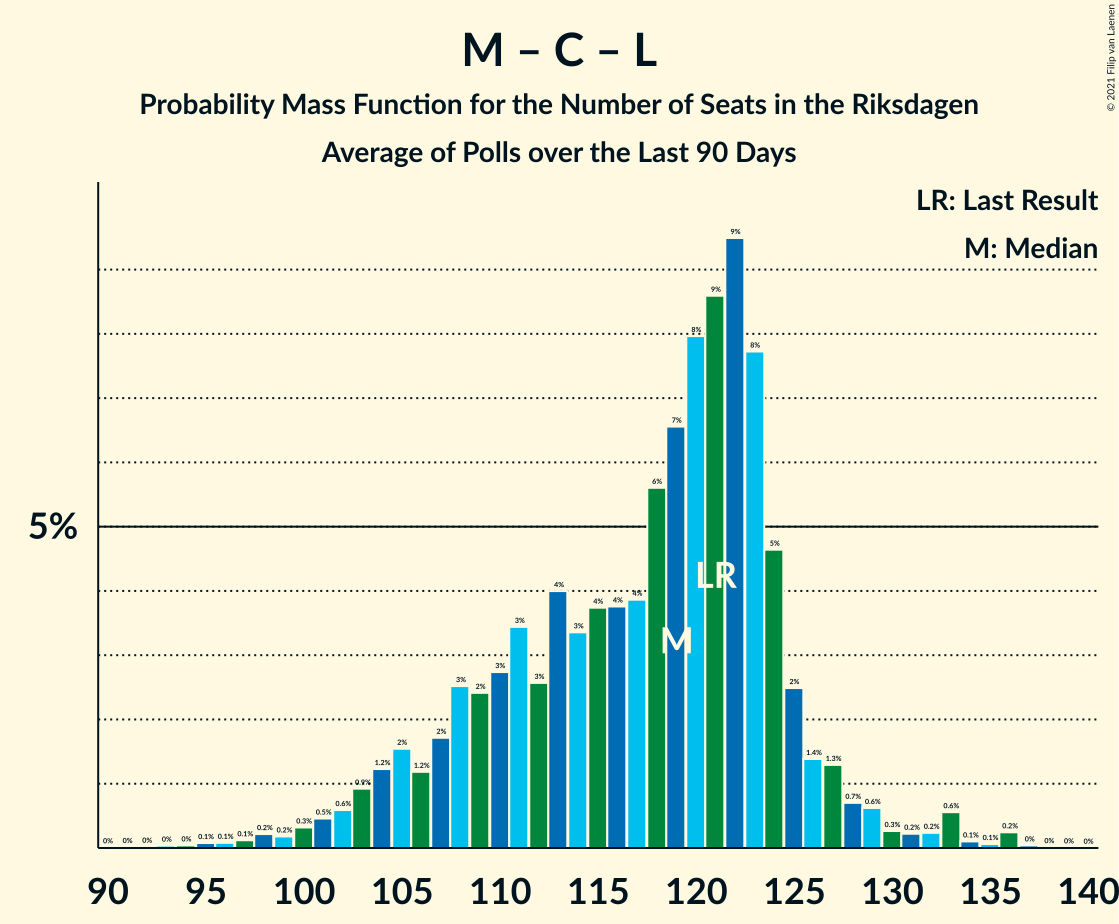 M – C – L
Probability Mass Function for the Number of Seats in the Riksdagen
Average of Polls over the Last 90 Days
© 2021 Filip van Laenen
LR: Last Result
M: Median
5%
0% 0% 0% 0% 0% 0.1% 0.1% 0.1% 0.2% 0.2% 0.3% 0.5% 0.6% 0.9% 1.2% 2% 1.2% 2% 3% 2% 3% 3% 3% 4% 3% 4% 4% 4% 6% 7% 8% 9% 9% 8% 5% 2% 1.4% 1.3% 0.7% 0.6% 0.3% 0.2% 0.2% 0.6% 0.1% 0.1% 0.2% 0% 0% 0% 0%
LR
M
90 95 100 105 110 115 120 125 130 135 140